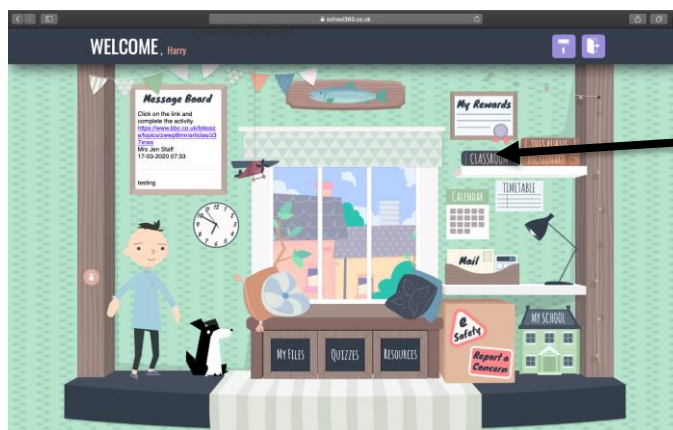 school360.co.uk
WELCOME, Harry
Message Board
Click on the link and
complete the activity.
https://www.bbc.co.uk/bitesiz
e/topics/zwwp8mn/articles/z3
7xrwx
Mrs Jen Staff
17-03-2020 07:33
testing
My Rewards
CLASSROOM
THESAURUS
DICTIONARY
CALENDAR
TIMETABLE
Mail
e
Safety
Report a
Concern
MY SCHOOL
MY FILES
QUIZZES
RESOURCES